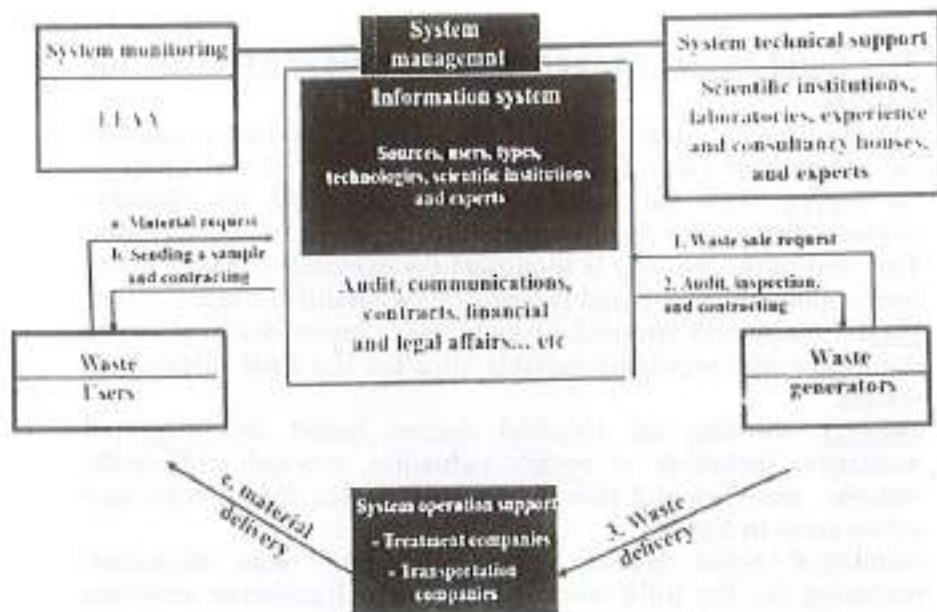 System monitoring
System
managemnt
System technical support
Scientific institutions,
laboratories, experience
and consultancy houses,
and experts
Information system
Sources, users, types,
technologies, scientific institutions
and experts
a. Material request
b. Sending a sample
and contracting
1. Waste sale request
2. Audit, inspection,
and contracting
Audit, communications,
contracts, financial
and legal affairs... etc
Waste
Users
Waste
generators
c. material
delivery
System operation support
- Treatment companies
- Transportation
companies
3. Waste
delivery